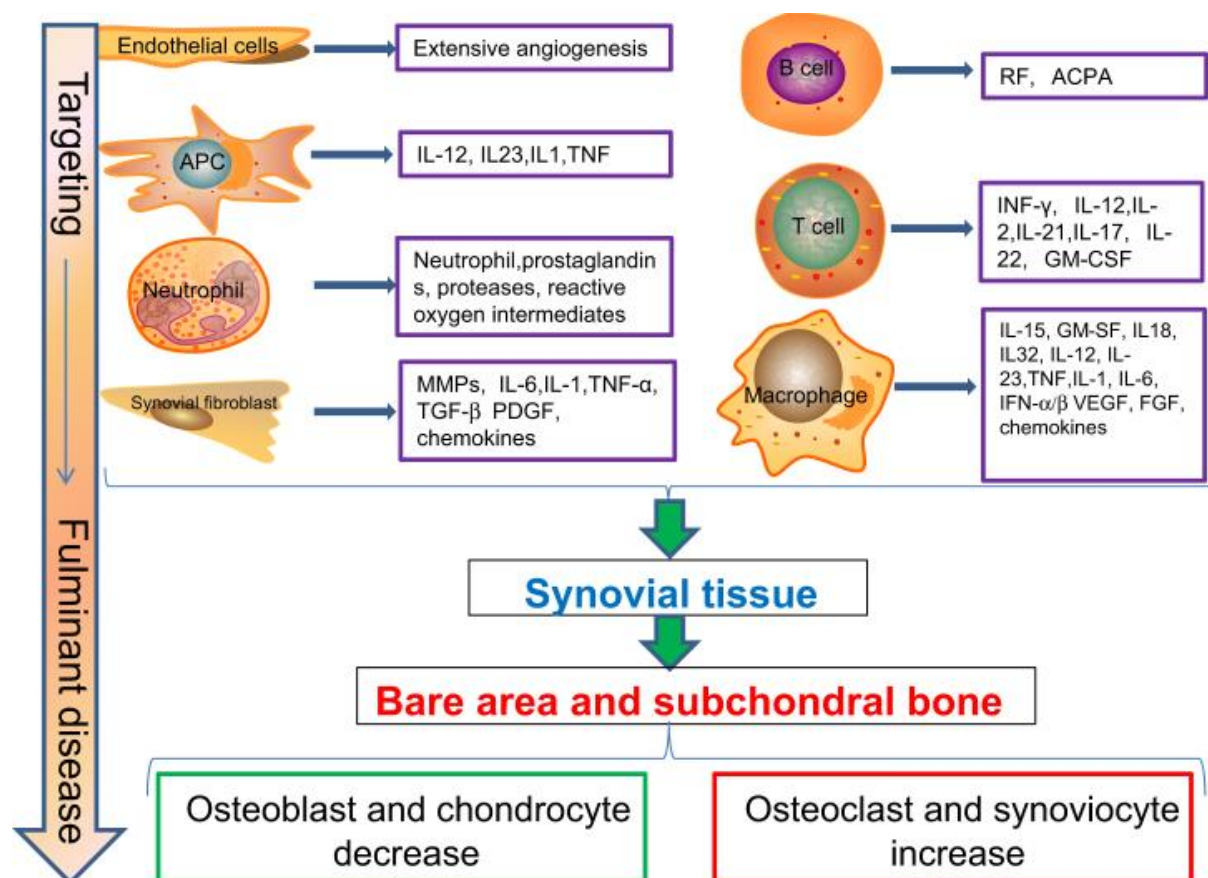 Targeting
Fulminant disease
Endothelial cells
Extensive angiogenesis
APC
IL-12, IL23,IL1,TNF
Neutrophil
Neutrophil,prostaglandin
s, proteases, reactive
oxygen intermediates
Synovial fibroblast
MMPs, IL-6,IL-1,TNF-α,
TGF-β PDGF,
chemokines
B cell
RF, ACPA
T cell
INF-γ, IL-12,IL-
2,IL-21,IL-17, IL-
22, GM-CSF
Macrophage
IL-15, GM-SF, IL18,
IL32, IL-12, IL-
23,TNF,IL-1, IL-6,
IFN-α/β VEGF, FGF,
chemokines
Synovial tissue
Bare area and subchondral bone
Osteoblast and chondrocyte
decrease
Osteoclast and synoviocyte
increase